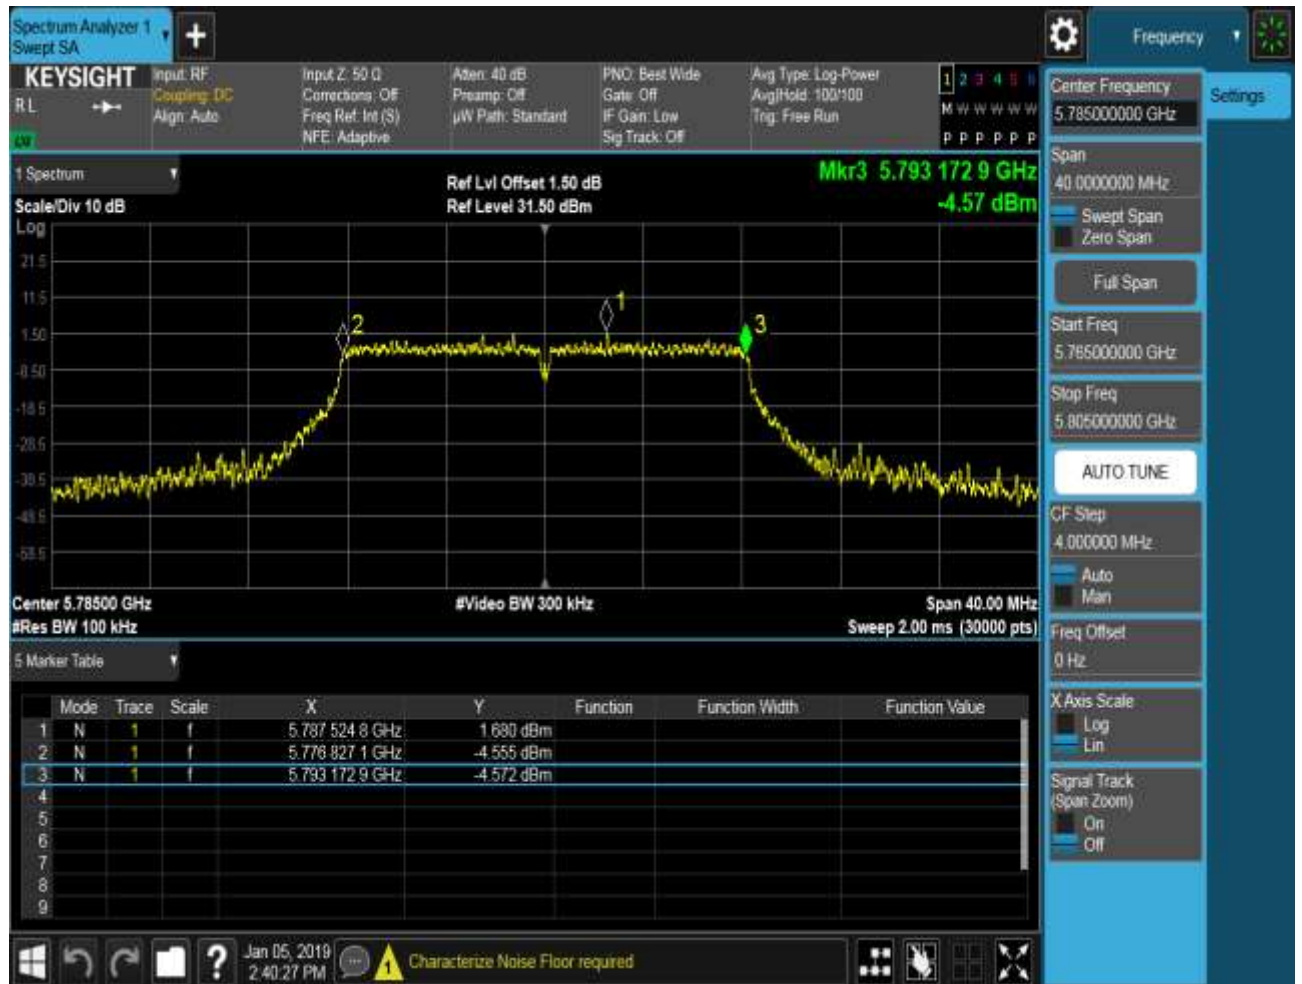 Spectrum Analyzer 1
Swept SA
+
Frequency
KEYSIGHT
RL
Input: RF
Coupling: DC
Align: Auto
Input Z: 50 Ω
Corrections: Off
Freq Ref: Int (S)
NFE: Adaptive
Atten: 40 dB
Preamp: Off
µW Path: Standard
PNO: Best Wide
Gate: Off
IF Gain: Low
Sig Track: Off
Avg Type: Log-Power
Avg|Hold: 100/100
Trig: Free Run
1 2 3 4 5 6
M W W W W W
P P P P P P
1 Spectrum
Scale/Div 10 dB
Ref Lvl Offset 1.50 dB
Ref Level 31.50 dBm
Mkr3 5.793 172 9 GHz
-4.57 dBm
Log
21.5
11.5
1.50
-8.50
-18.5
-28.5
-38.5
-48.5
-58.5
1
2
3
Center 5.78500 GHz
#Res BW 100 kHz
#Video BW 300 kHz
Span 40.00 MHz
Sweep 2.00 ms (30000 pts)
5 Marker Table
Mode Trace Scale X Y Function Function Width Function Value
1 N 1 f 5.787 524 8 GHz 1.680 dBm
2 N 1 f 5.776 827 1 GHz -4.555 dBm
3 N 1 f 5.793 172 9 GHz -4.572 dBm
4
5
6
7
8
9
Jan 05, 2019
2:40:27 PM
?
1
Characterize Noise Floor required
Settings
Center Frequency
5.785000000 GHz
Span
40.0000000 MHz
Swept Span
Zero Span
Full Span
Start Freq
5.765000000 GHz
Stop Freq
5.805000000 GHz
AUTO TUNE
CF Step
4.000000 MHz
Auto
Man
Freq Offset
0 Hz
X Axis Scale
Log
Lin
Signal Track
(Span Zoom)
On
Off